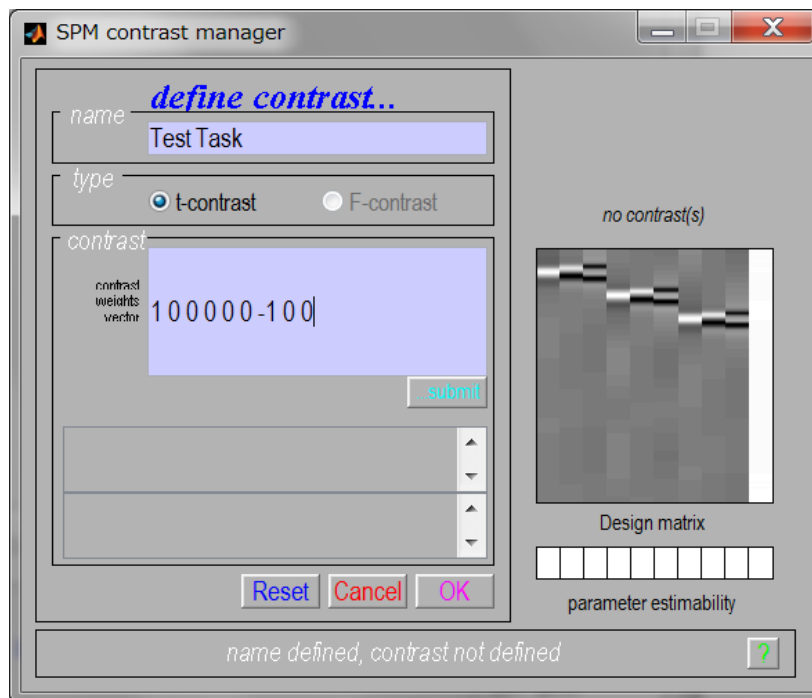 SPM contrast manager
define contrast...
name
Test Task
type
t-contrast
F-contrast
contrast
contrast
weights
vector
1 0 0 0 0 0 -1 0 0
...submit
Reset
Cancel
OK
no contrast(s)
Design matrix
parameter estimability
name defined, contrast not defined
?